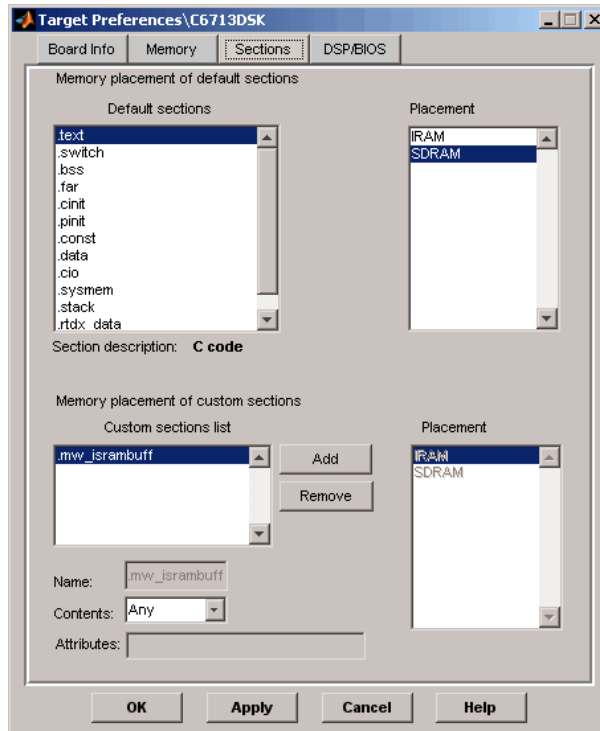 Target Preferences\C6713DSK
Board Info Memory Sections DSP/BIOS
Memory placement of default sections
Default sections Placement
.text IRAM
.switch SDRAM
.bss
.far
.cinit
.pinit
.const
.data
.cio
.sysmem
.stack
.rtdx_data
Section description: C code
Memory placement of custom sections
Custom sections list Placement
.mw_isrambuff Add IRAM
SDRAM
Remove
Name: .mw_isrambuff
Contents: Any
Attributes:
OK Apply Cancel Help